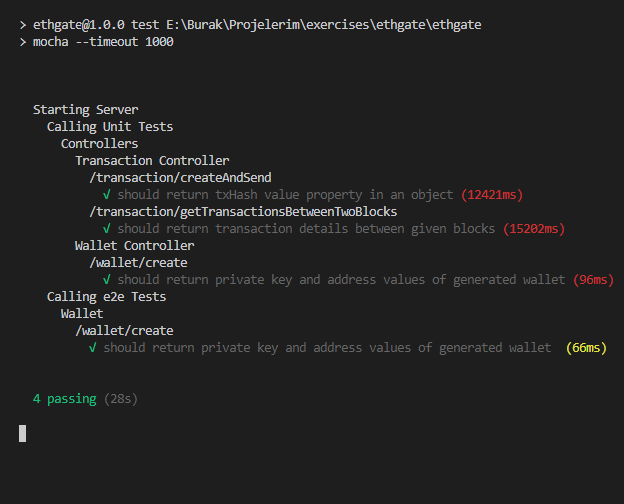 > ethgate@1.0.0 test E:\Burak\Projelerim\exercises\ethgate\ethgate
> mocha --timeout 1000
Starting Server
Calling Unit Tests
Controllers
Transaction Controller
/transaction/createAndSend
√ should return txHash value property in an object (12421ms)
/transaction/getTransactionsBetweenTwoBlocks
√ should return transaction details between given blocks (15202ms)
Wallet Controller
/wallet/create
√ should return private key and address values of generated wallet (96ms)
Calling e2e Tests
Wallet
/wallet/create
√ should return private key and address values of generated wallet (66ms)
4 passing (28s)